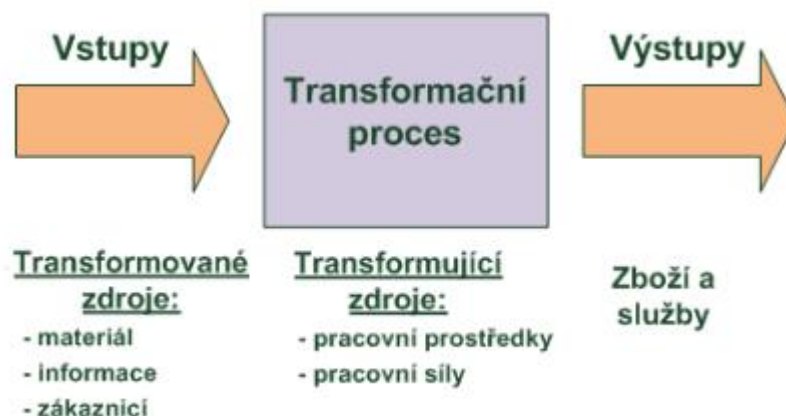 Vstupy
Transformační
proces
Výstupy
Transformované
zdroje:
- materiál
- informace
- zákazníci
Transformující
zdroje:
- pracovní prostředky
- pracovní síly
Zboží a
služby